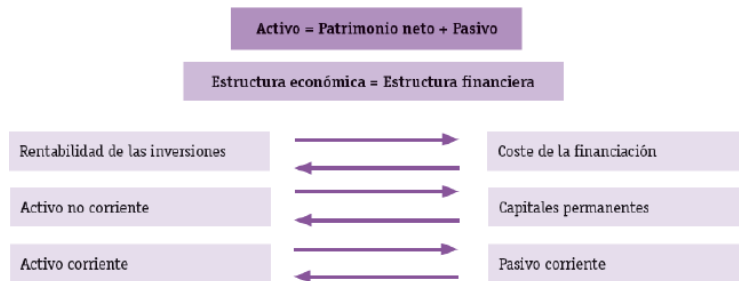 Activo = Patrimonio neto + Pasivo
Estructura económica = Estructura financiera
Rentabilidad de las inversiones
Coste de la financiación
Activo no corriente
Capitales permanentes
Activo corriente
Pasivo corriente